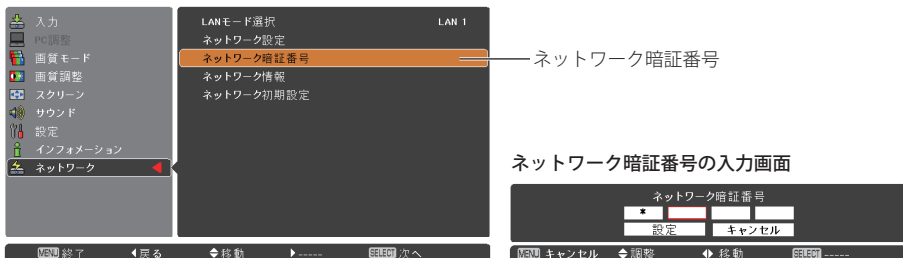 入力
PC調整
画質モード
画質調整
スクリーン
サウンド
設定
インフォメーション
ネットワーク
LANモード選択 LAN 1
ネットワーク設定
ネットワーク暗証番号
ネットワーク情報
ネットワーク初期設定
MENU 終了 戻る 移動 ----- SELECT 次へ
ネットワーク暗証番号
ネットワーク暗証番号の入力画面
ネットワーク暗証番号
*
設定 キャンセル
MENU キャンセル 調整 移動 SELECT -----